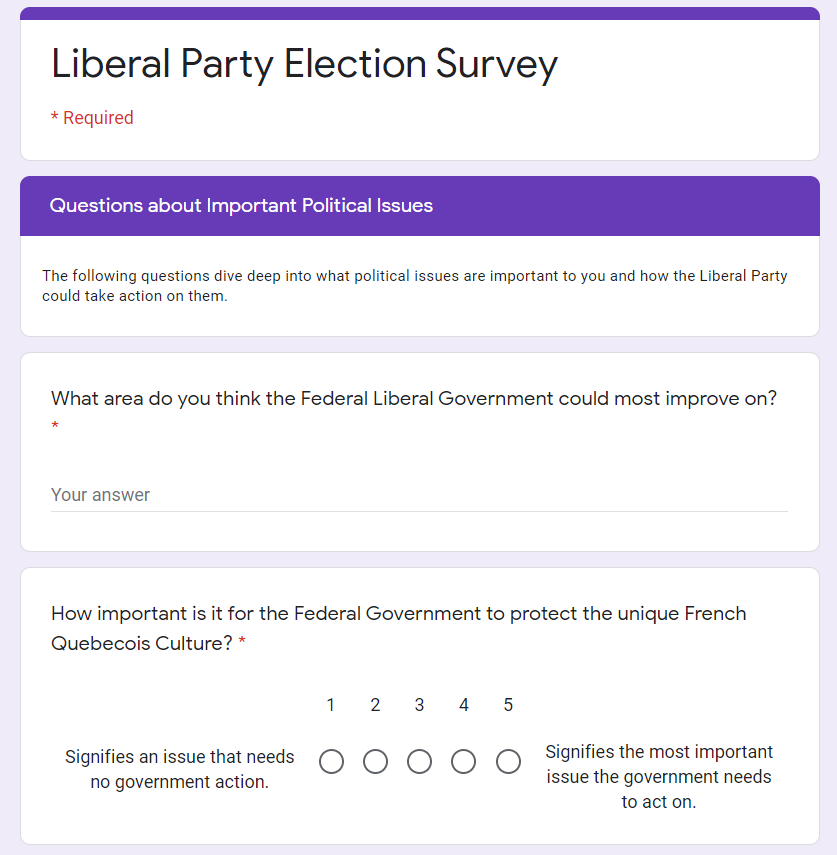 Liberal Party Election Survey
* Required
Questions about Important Political Issues
The following questions dive deep into what political issues are important to you and how the Liberal Party
could take action on them.
What area do you think the Federal Liberal Government could most improve on?
*
Your answer
How important is it for the Federal Government to protect the unique French
Quebecois Culture? *
1 2 3 4 5
Signifies an issue that needs
no government action.
Signifies the most important
issue the government needs
to act on.